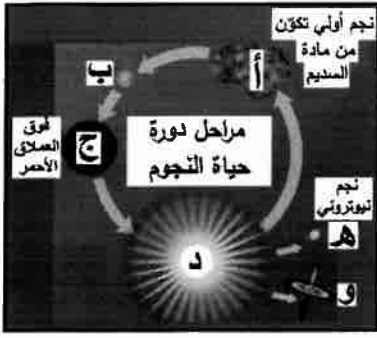 نجم أولي تكوّن
من مادة
السديم
أ
ب
فوق
العملاق
الأحمر
ج
مراحل دورة
حياة النجوم
نجم
نيوتروني
هـ
د
و